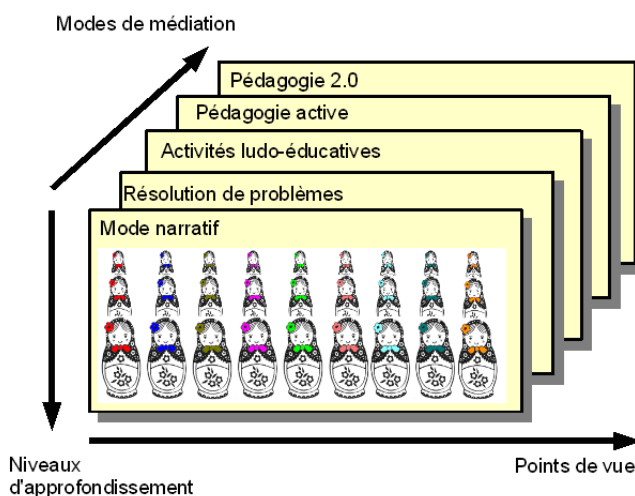 Modes de médiation
Pédagogie 2.0
Pédagogie active
Activités ludo-éducatives
Résolution de problèmes
Mode narratif
Niveaux
d'approfondissement
Points de vue